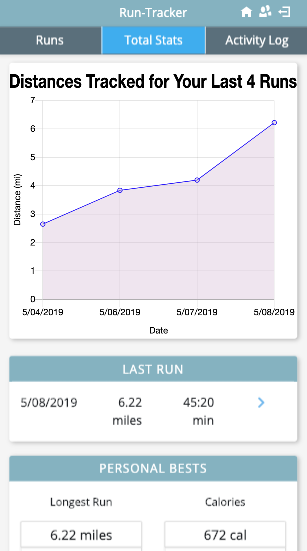 Run-Tracker
Runs
Total Stats
Activity Log
Distances Tracked for Your Last 4 Runs
7
6
5
4
3
2
1
0
Distance (mi)
5/04/2019
5/06/2019
5/07/2019
5/08/2019
Date
LAST RUN
5/08/2019
6.22
miles
45:20
min
PERSONAL BESTS
Longest Run
Calories
6.22 miles
672 cal